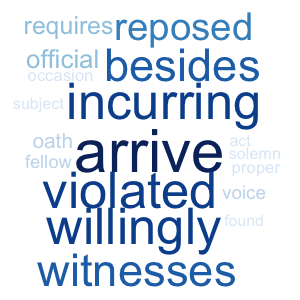 requires reposed
official besides
occasion
subject incurring
oath arrive act
solemn
fellow proper
violated voice
willingly found
witnesses